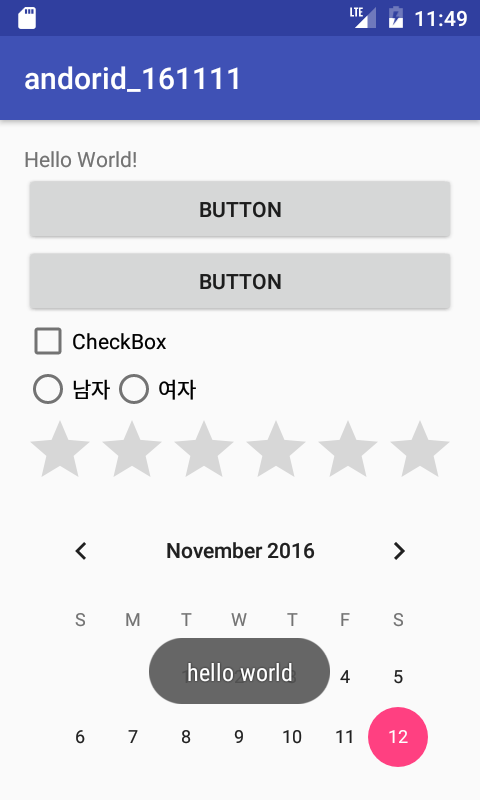 LTE 11:49
andorid_161111
Hello World!
BUTTON
BUTTON
CheckBox
남자 여자
November 2016
S M T W T F S
4 5
hello world
6 7 8 9 10 11 12